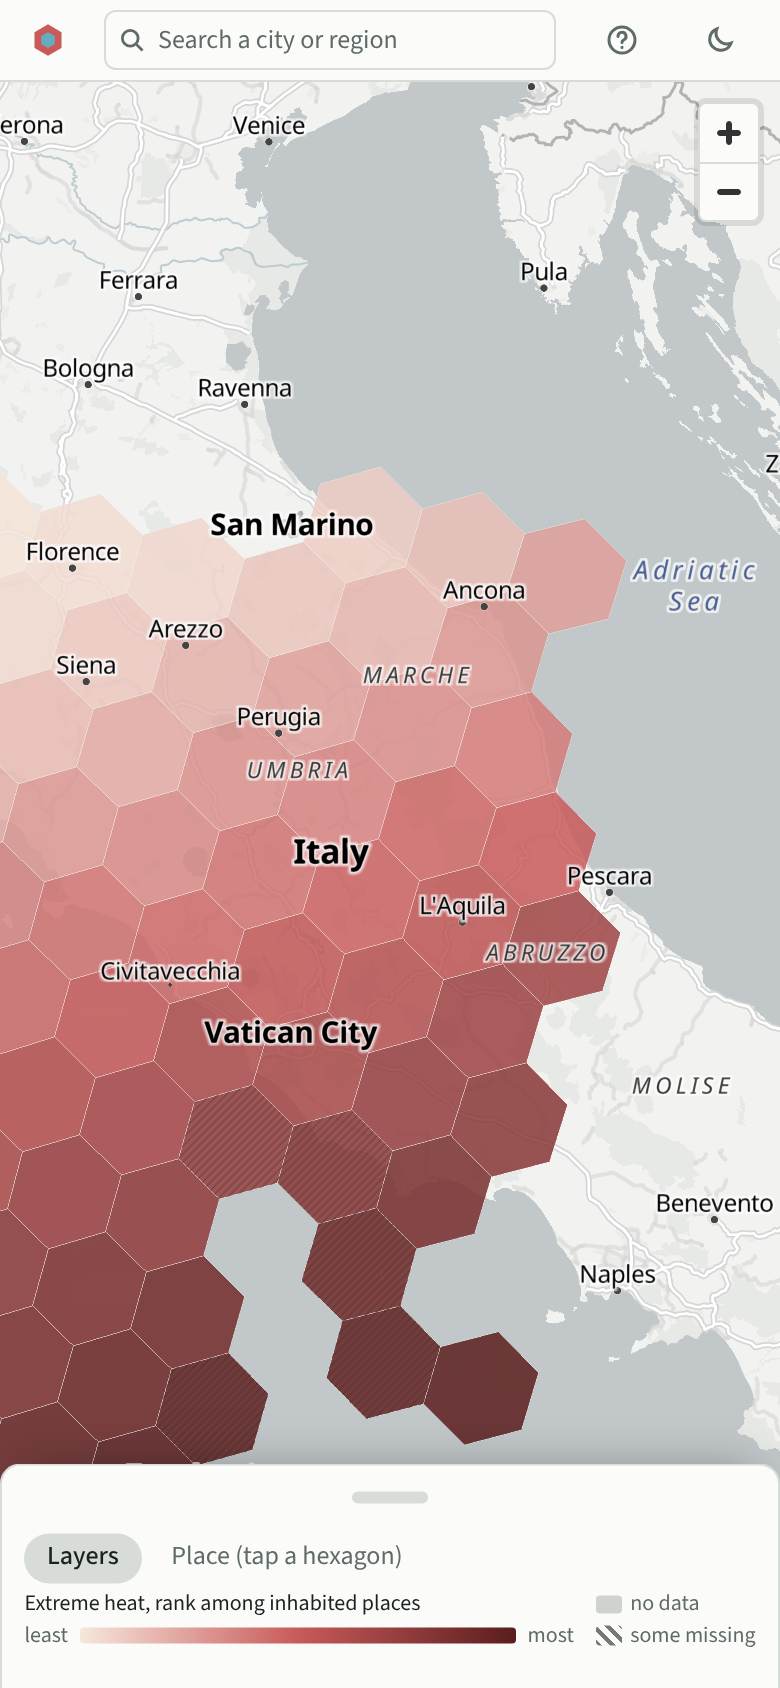 Search a city or region
erona
Venice
Pula
Ferrara
Bologna
Ravenna
Z
San Marino
Florence
Adriatic
Sea
Ancona
Arezzo
Siena
MARCHE
Perugia
UMBRIA
Italy
Pescara
L'Aquila
ABRUZZO
Civitavecchia
Vatican City
MOLISE
Benevento
Naples
Layers
Place (tap a hexagon)
Extreme heat, rank among inhabited places
no data
least
most
some missing